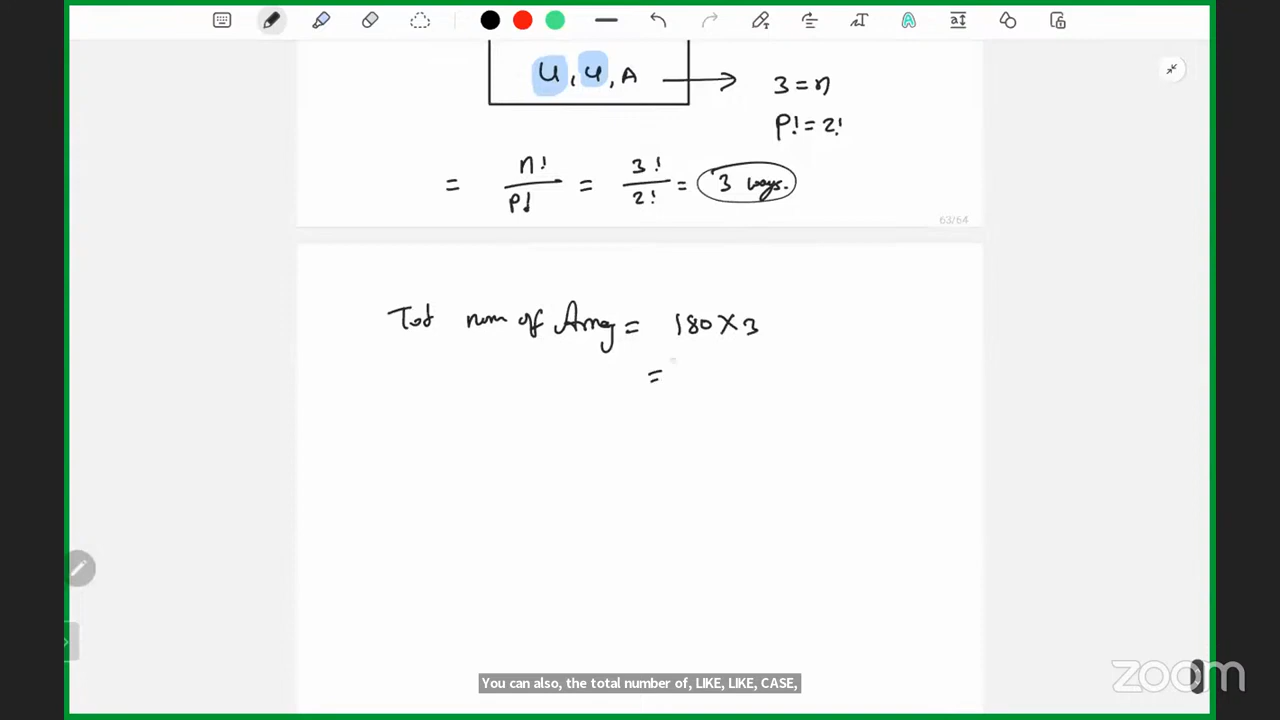 U, U, A → 3 = n
P! = 2!
= n! / P! = 3! / 2! = 3 ways.
63/64
Tot num of Arrng = 180 × 3
=
You can also, the total number of, LIKE, LIKE, CASE,
zoom